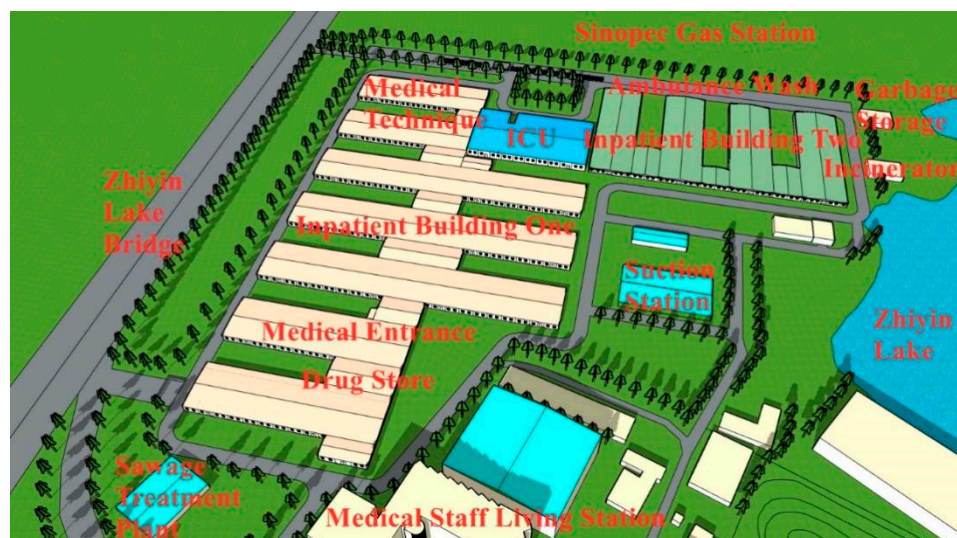 Sinopec Gas Station
Medical
Technique
Ambulance Wash
Garbage
Storage
ICU
Inpatient Building Two
Incinerator
Zhiyin
Lake
Bridge
Inpatient Building One
Suction
Station
Medical Entrance
Zhiyin
Lake
Drug Store
Sawage
Treatment
Plant
Medical Staff Living Station